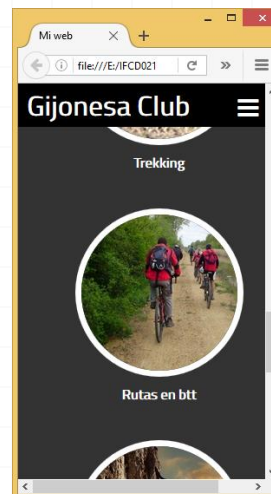 Mi web
file:///E:/IFCD021
Gijonesa Club
Trekking
Rutas en btt